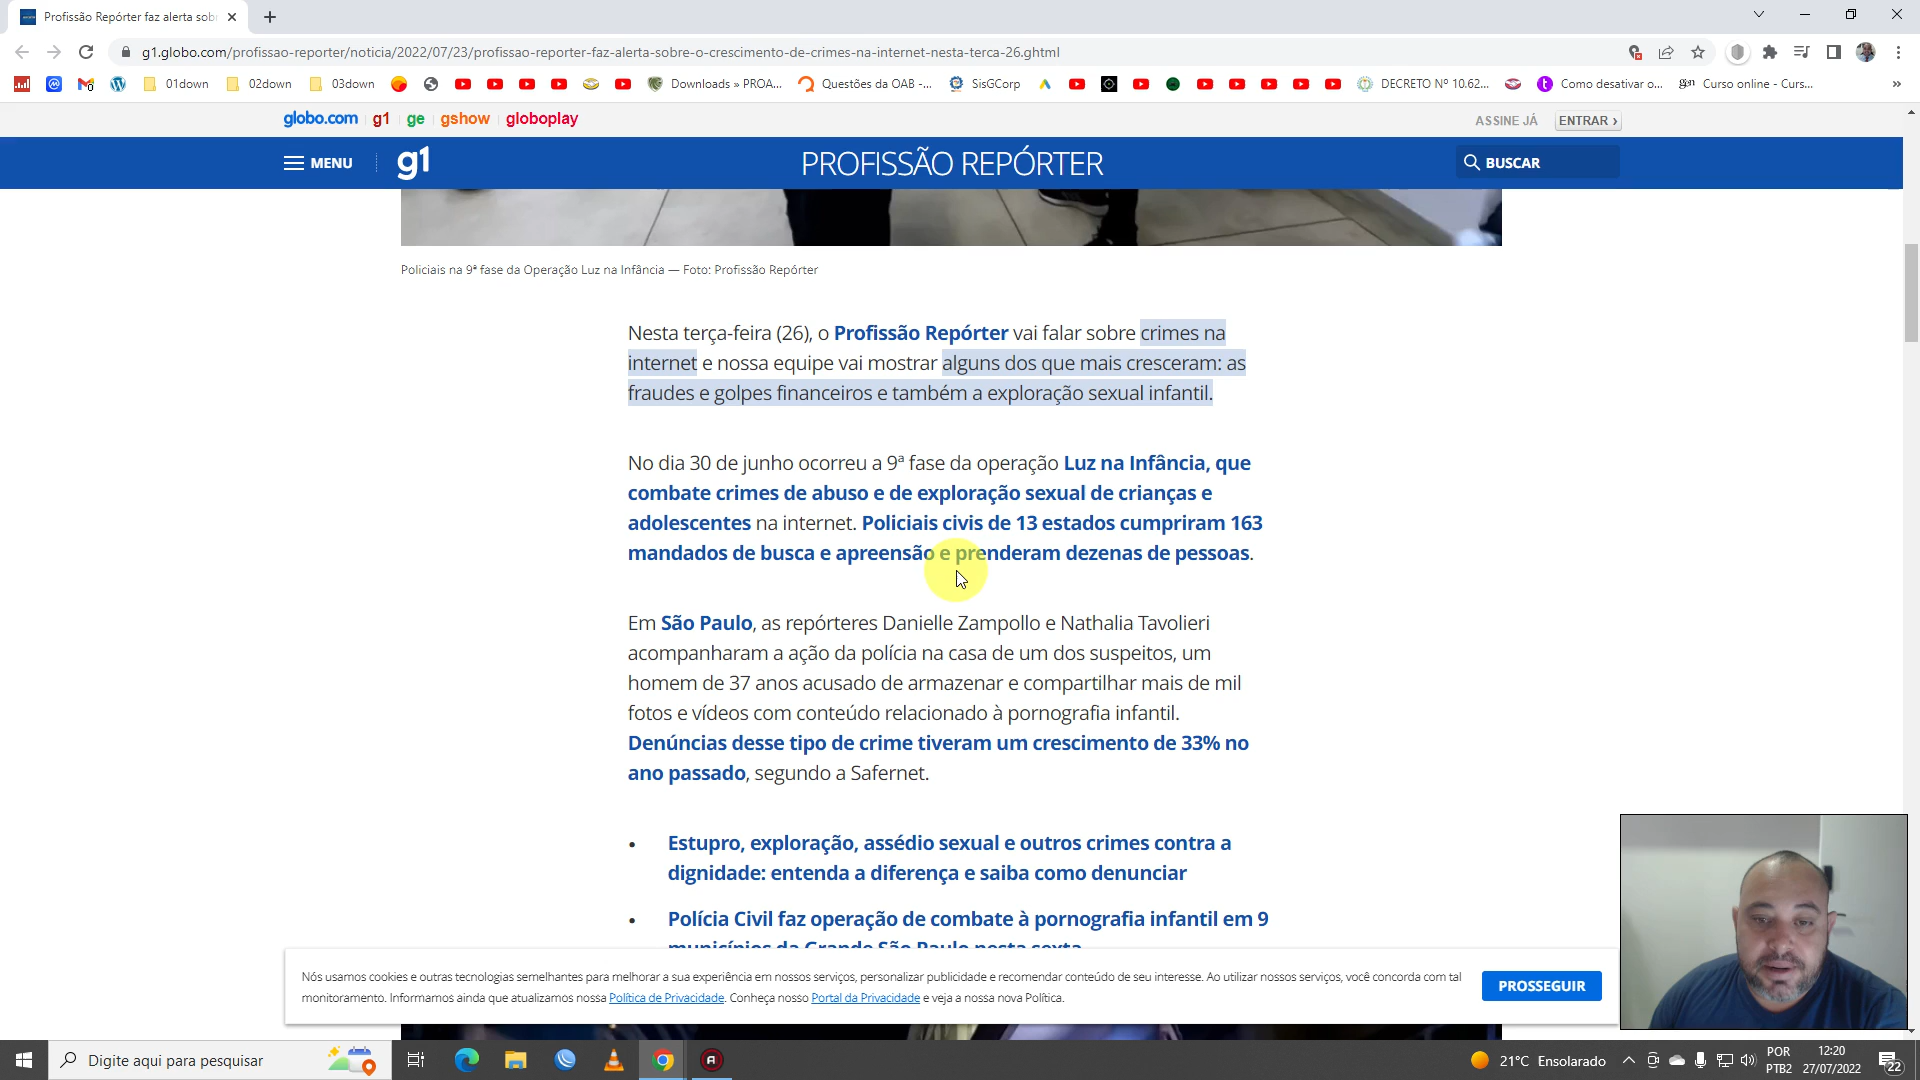 Profissão Repórter faz alerta sob
g1.globo.com/profissao-reporter/noticia/2022/07/23/profissao-reporter-faz-alerta-sobre-o-crescimento-de-crimes-na-internet-nesta-terca-26.ghtml
01down 02down 03down Downloads » PROA... Questões da OAB -... SisGCorp DECRETO Nº 10.62... Como desativar o... Curso online - Curs... »
globo.com g1 ge gshow globoplay ASSINE JÁ ENTRAR ›
MENU g1 PROFISSÃO REPÓRTER BUSCAR
Policiais na 9ª fase da Operação Luz na Infância — Foto: Profissão Repórter
Nesta terça-feira (26), o Profissão Repórter vai falar sobre crimes na
internet e nossa equipe vai mostrar alguns dos que mais cresceram: as
fraudes e golpes financeiros e também a exploração sexual infantil.
No dia 30 de junho ocorreu a 9ª fase da operação Luz na Infância, que
combate crimes de abuso e de exploração sexual de crianças e
adolescentes na internet. Policiais civis de 13 estados cumpriram 163
mandados de busca e apreensão e prenderam dezenas de pessoas.
Em São Paulo, as repórteres Danielle Zampollo e Nathalia Tavolieri
acompanharam a ação da polícia na casa de um dos suspeitos, um
homem de 37 anos acusado de armazenar e compartilhar mais de mil
fotos e vídeos com conteúdo relacionado à pornografia infantil.
Denúncias desse tipo de crime tiveram um crescimento de 33% no
ano passado, segundo a Safernet.
• Estupro, exploração, assédio sexual e outros crimes contra a
dignidade: entenda a diferença e saiba como denunciar
• Polícia Civil faz operação de combate à pornografia infantil em 9
municípios da Grande São Paulo nesta sexta
Nós usamos cookies e outras tecnologias semelhantes para melhorar a sua experiência em nossos serviços, personalizar publicidade e recomendar conteúdo de seu interesse. Ao utilizar nossos serviços, você concorda com tal
monitoramento. Informamos ainda que atualizamos nossa Política de Privacidade. Conheça nosso Portal da Privacidade e veja a nossa nova Política.
PROSSEGUIR
Digite aqui para pesquisar
21°C Ensolarado
POR
PTB2
12:20
27/07/2022
22